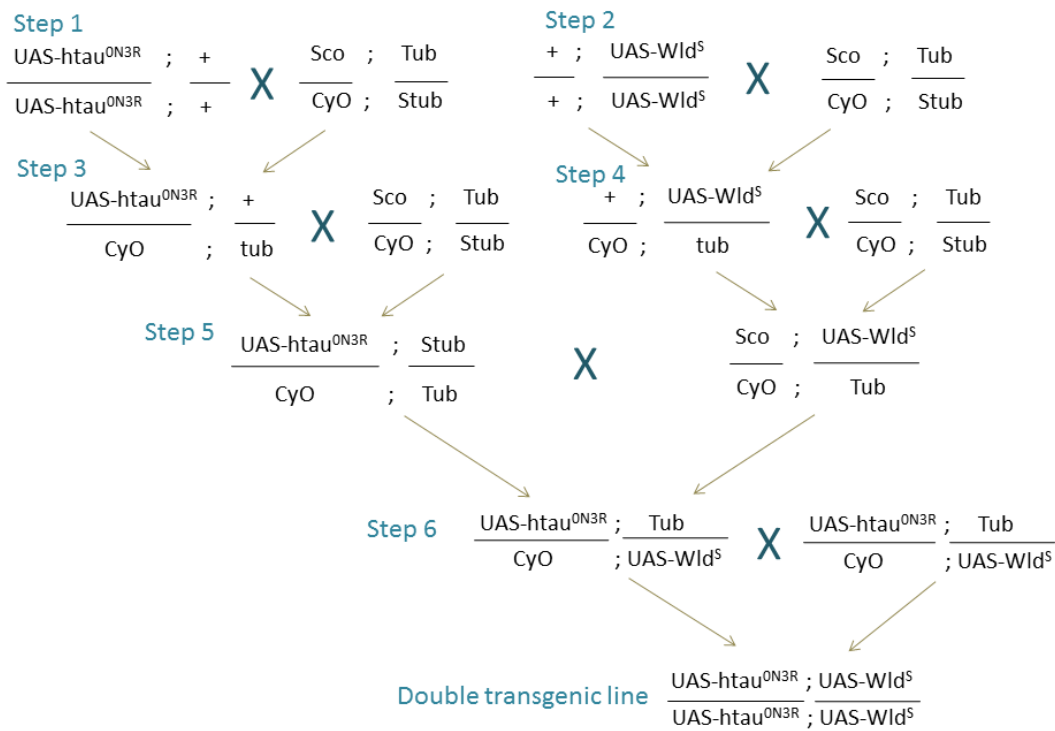 Step 1
Step 2
UAS-htau⁰ᴺ³ᴿ ; + Sco ; Tub
UAS-htau⁰ᴺ³ᴿ ; + X CyO ; Stub
+ ; UAS-Wldˢ Sco ; Tub
+ ; UAS-Wldˢ X CyO ; Stub
Step 3
Step 4
UAS-htau⁰ᴺ³ᴿ ; + Sco ; Tub
CyO ; tub X CyO ; Stub
+ ; UAS-Wldˢ Sco ; Tub
CyO ; tub X CyO ; Stub
Step 5
UAS-htau⁰ᴺ³ᴿ ; Stub Sco ; UAS-Wldˢ
CyO ; Tub X CyO ; Tub
Step 6
UAS-htau⁰ᴺ³ᴿ ; Tub UAS-htau⁰ᴺ³ᴿ ; Tub
CyO ; UAS-Wldˢ X CyO ; UAS-Wldˢ
Double transgenic line
UAS-htau⁰ᴺ³ᴿ ; UAS-Wldˢ
UAS-htau⁰ᴺ³ᴿ ; UAS-Wldˢ